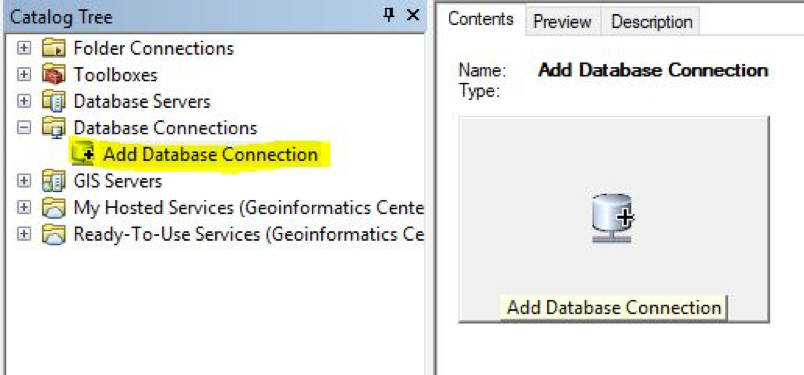 Catalog Tree
Folder Connections
Toolboxes
Database Servers
Database Connections
Add Database Connection
GIS Servers
My Hosted Services (Geoinformatics Cente
Ready-To-Use Services (Geoinformatics Ce
Contents Preview Description
Name: Add Database Connection
Type:
Add Database Connection